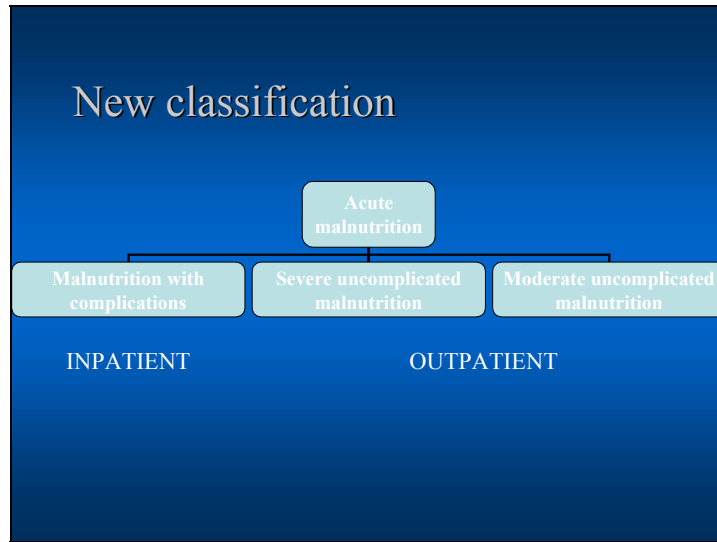 New classification
Acute
malnutrition
Malnutrition with
complications
Severe uncomplicated
malnutrition
Moderate uncomplicated
malnutrition
INPATIENT
OUTPATIENT